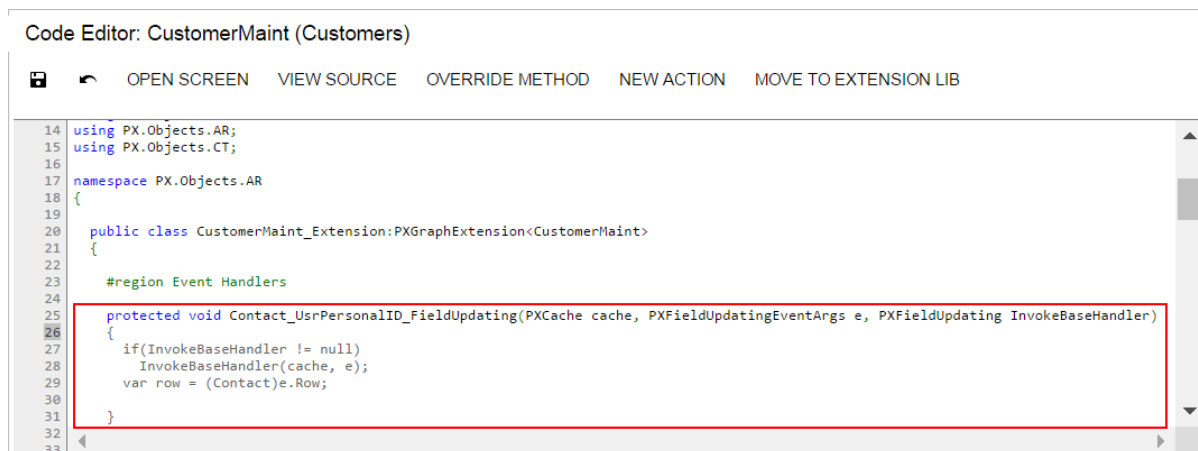 Code Editor: CustomerMaint (Customers)
OPEN SCREEN VIEW SOURCE OVERRIDE METHOD NEW ACTION MOVE TO EXTENSION LIB
14 using PX.Objects.AR;
15 using PX.Objects.CT;
16
17 namespace PX.Objects.AR
18 {
19
20 public class CustomerMaint_Extension:PXGraphExtension<CustomerMaint>
21 {
22
23 #region Event Handlers
24
25 protected void Contact_UsrPersonalID_FieldUpdating(PXCache cache, PXFieldUpdatingEventArgs e, PXFieldUpdating InvokeBaseHandler)
26 {
27 if(InvokeBaseHandler != null)
28 InvokeBaseHandler(cache, e);
29 var row = (Contact)e.Row;
30
31 }
32
33